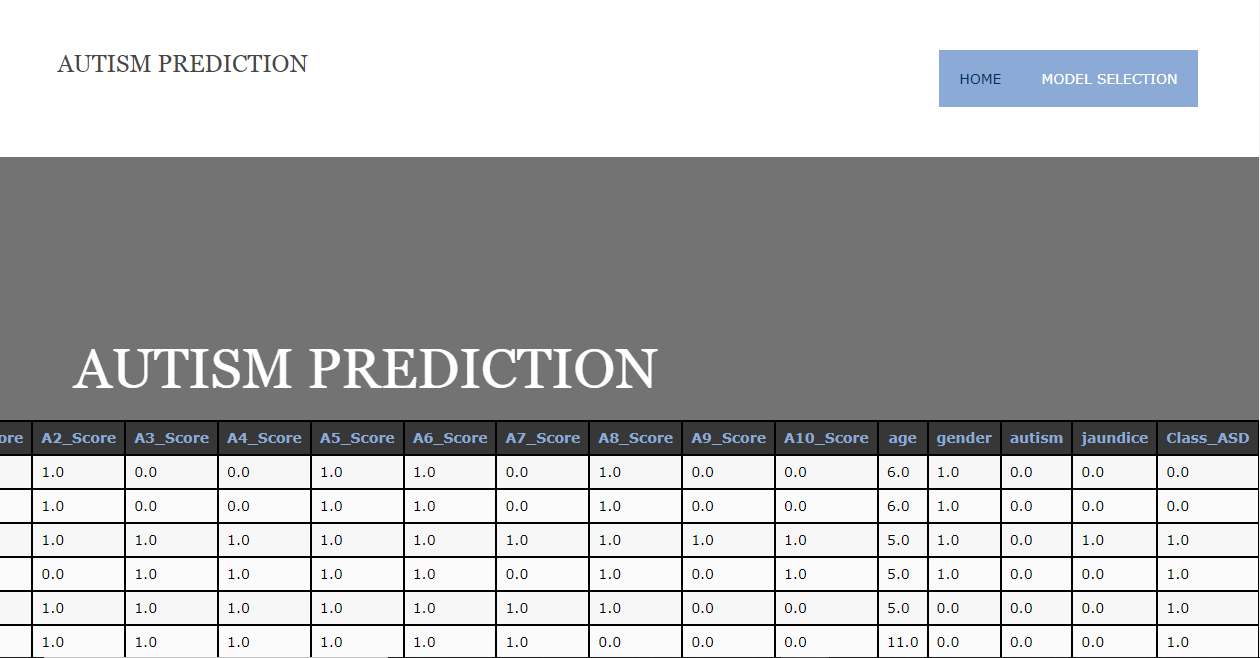 AUTISM PREDICTION
HOME MODEL SELECTION
AUTISM PREDICTION
ore A2_Score A3_Score A4_Score A5_Score A6_Score A7_Score A8_Score A9_Score A10_Score age gender autism jaundice Class_ASD
1.0 0.0 0.0 1.0 1.0 0.0 1.0 0.0 0.0 6.0 1.0 0.0 0.0 0.0
1.0 0.0 0.0 1.0 1.0 0.0 1.0 0.0 0.0 6.0 1.0 0.0 0.0 0.0
1.0 1.0 1.0 1.0 1.0 1.0 1.0 1.0 1.0 5.0 1.0 0.0 1.0 1.0
0.0 1.0 1.0 1.0 1.0 0.0 1.0 0.0 1.0 5.0 1.0 0.0 0.0 1.0
1.0 1.0 1.0 1.0 1.0 1.0 1.0 0.0 0.0 5.0 0.0 0.0 0.0 1.0
1.0 1.0 1.0 1.0 1.0 1.0 0.0 0.0 0.0 11.0 0.0 0.0 0.0 1.0